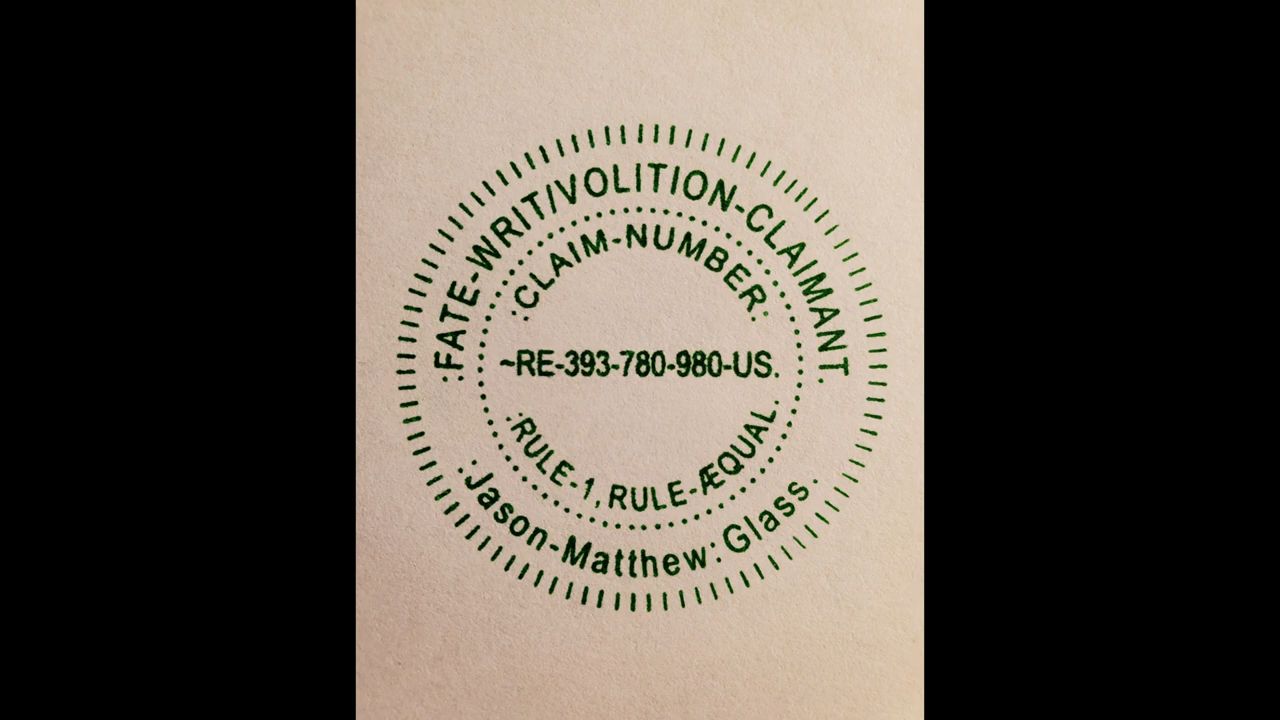 :FATE-WRIT/VOLITION-CLAIMANT.
:CLAIM-NUMBER:
~RE-393-780-980-US.
:RULE-1, RULE-ÆQUAL.
:Jason-Matthew: Glass.